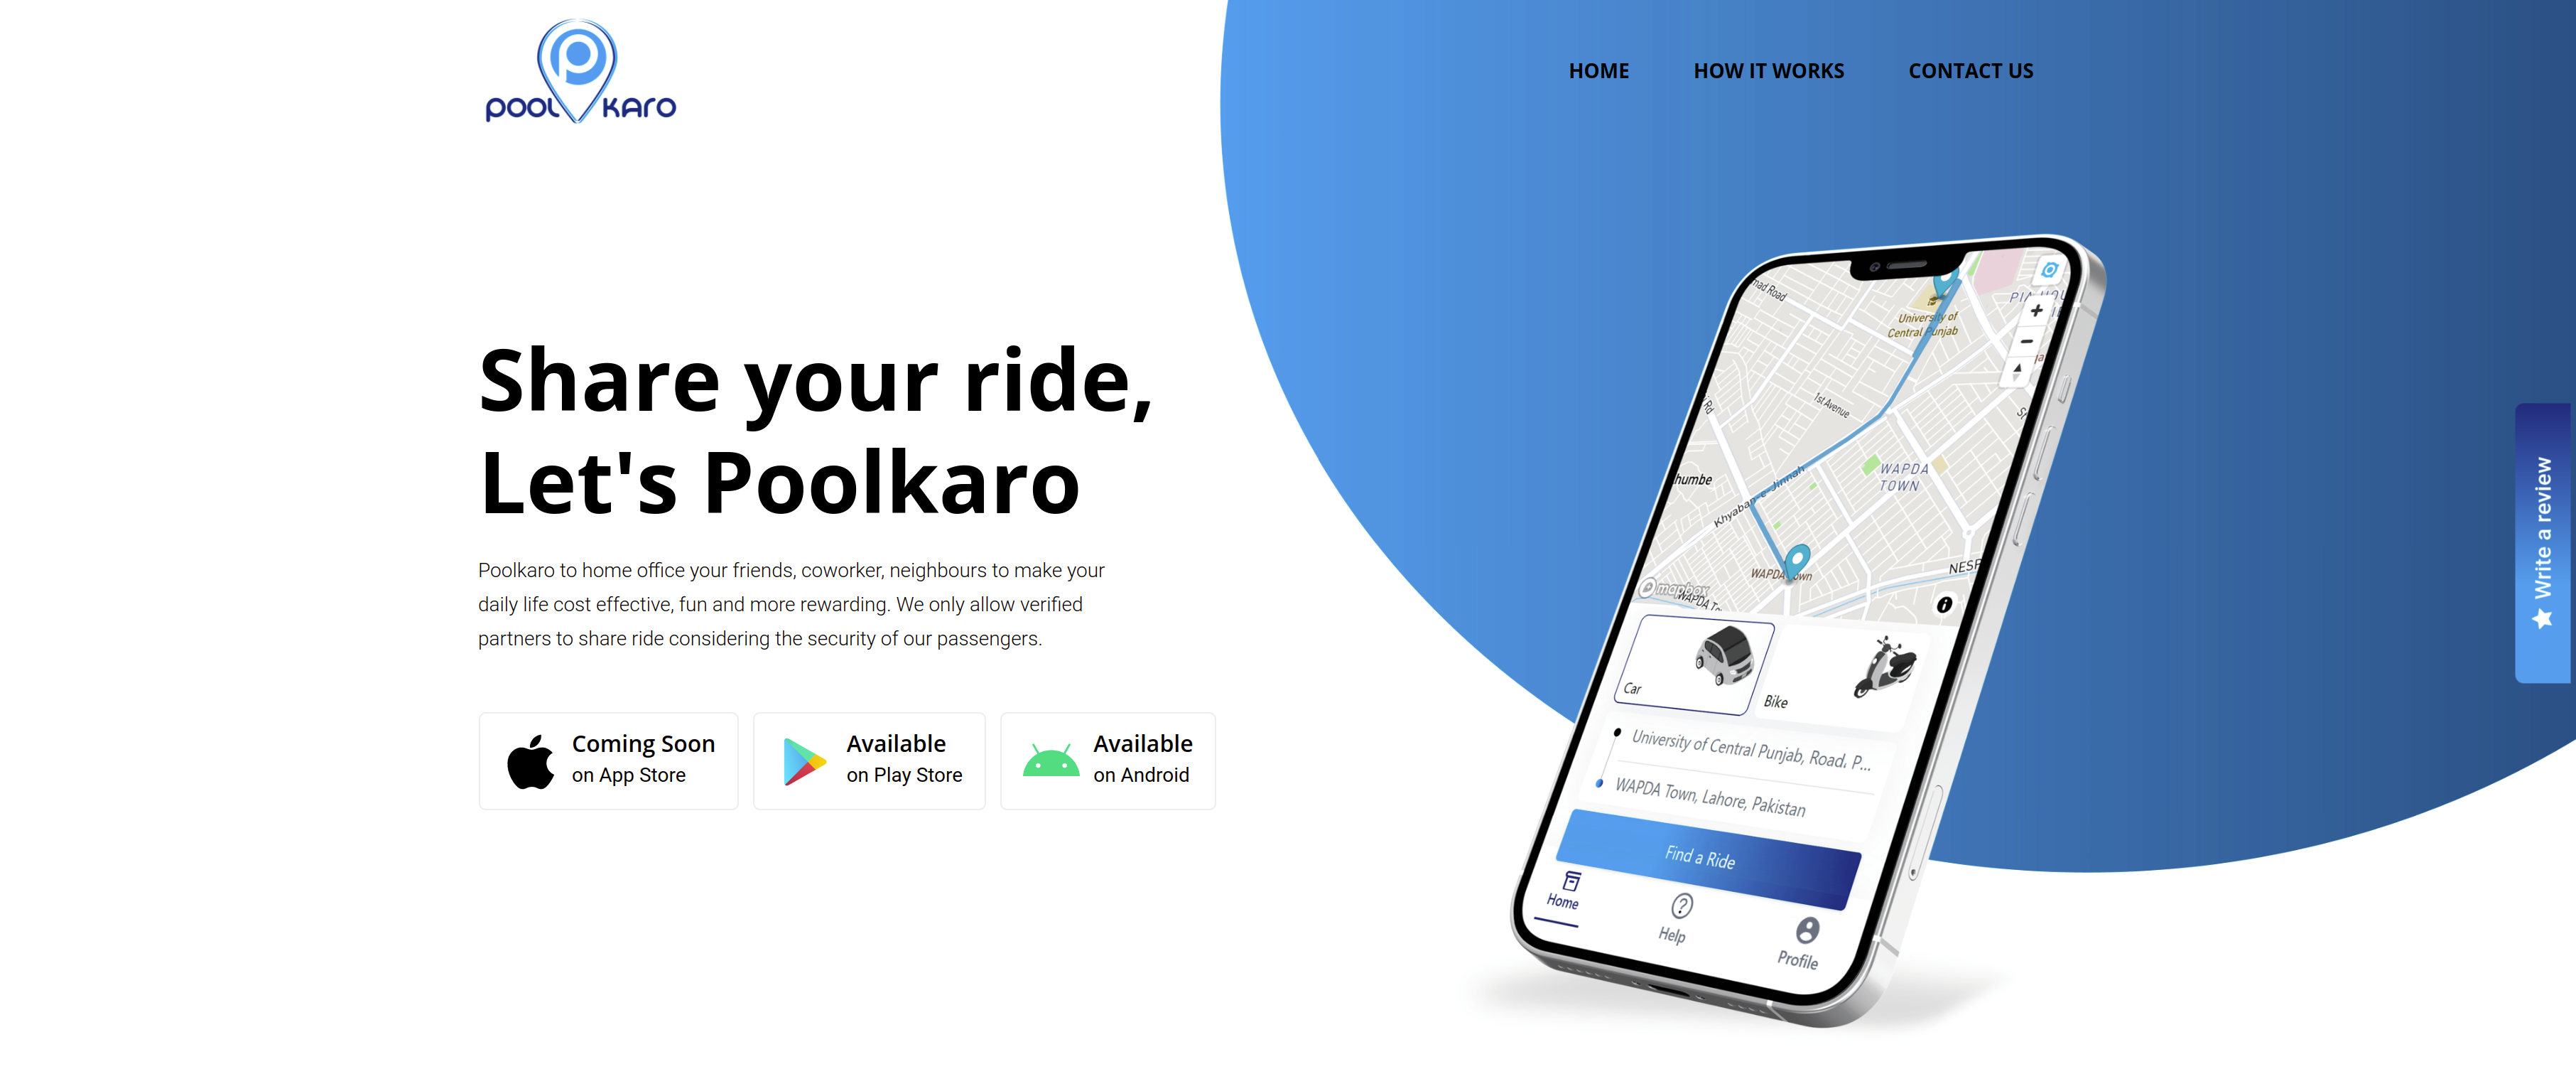 pool karo
HOME
HOW IT WORKS
CONTACT US
Share your ride,
Let's Poolkaro
Poolkaro to home office your friends, coworker, neighbours to make your
daily life cost effective, fun and more rewarding. We only allow verified
partners to share ride considering the security of our passengers.
Coming Soon
on App Store
Available
on Play Store
Available
on Android
Road
University of
Central Punjab
1st Avenue
Rd
WAPDA
TOWN
Khyaban-e-Jinnah
WAPDA Town
mapbox
Car
Bike
University of Central Punjab, Road, P...
WAPDA Town, Lahore, Pakistan
Find a Ride
Home
Help
Profile
Write a review